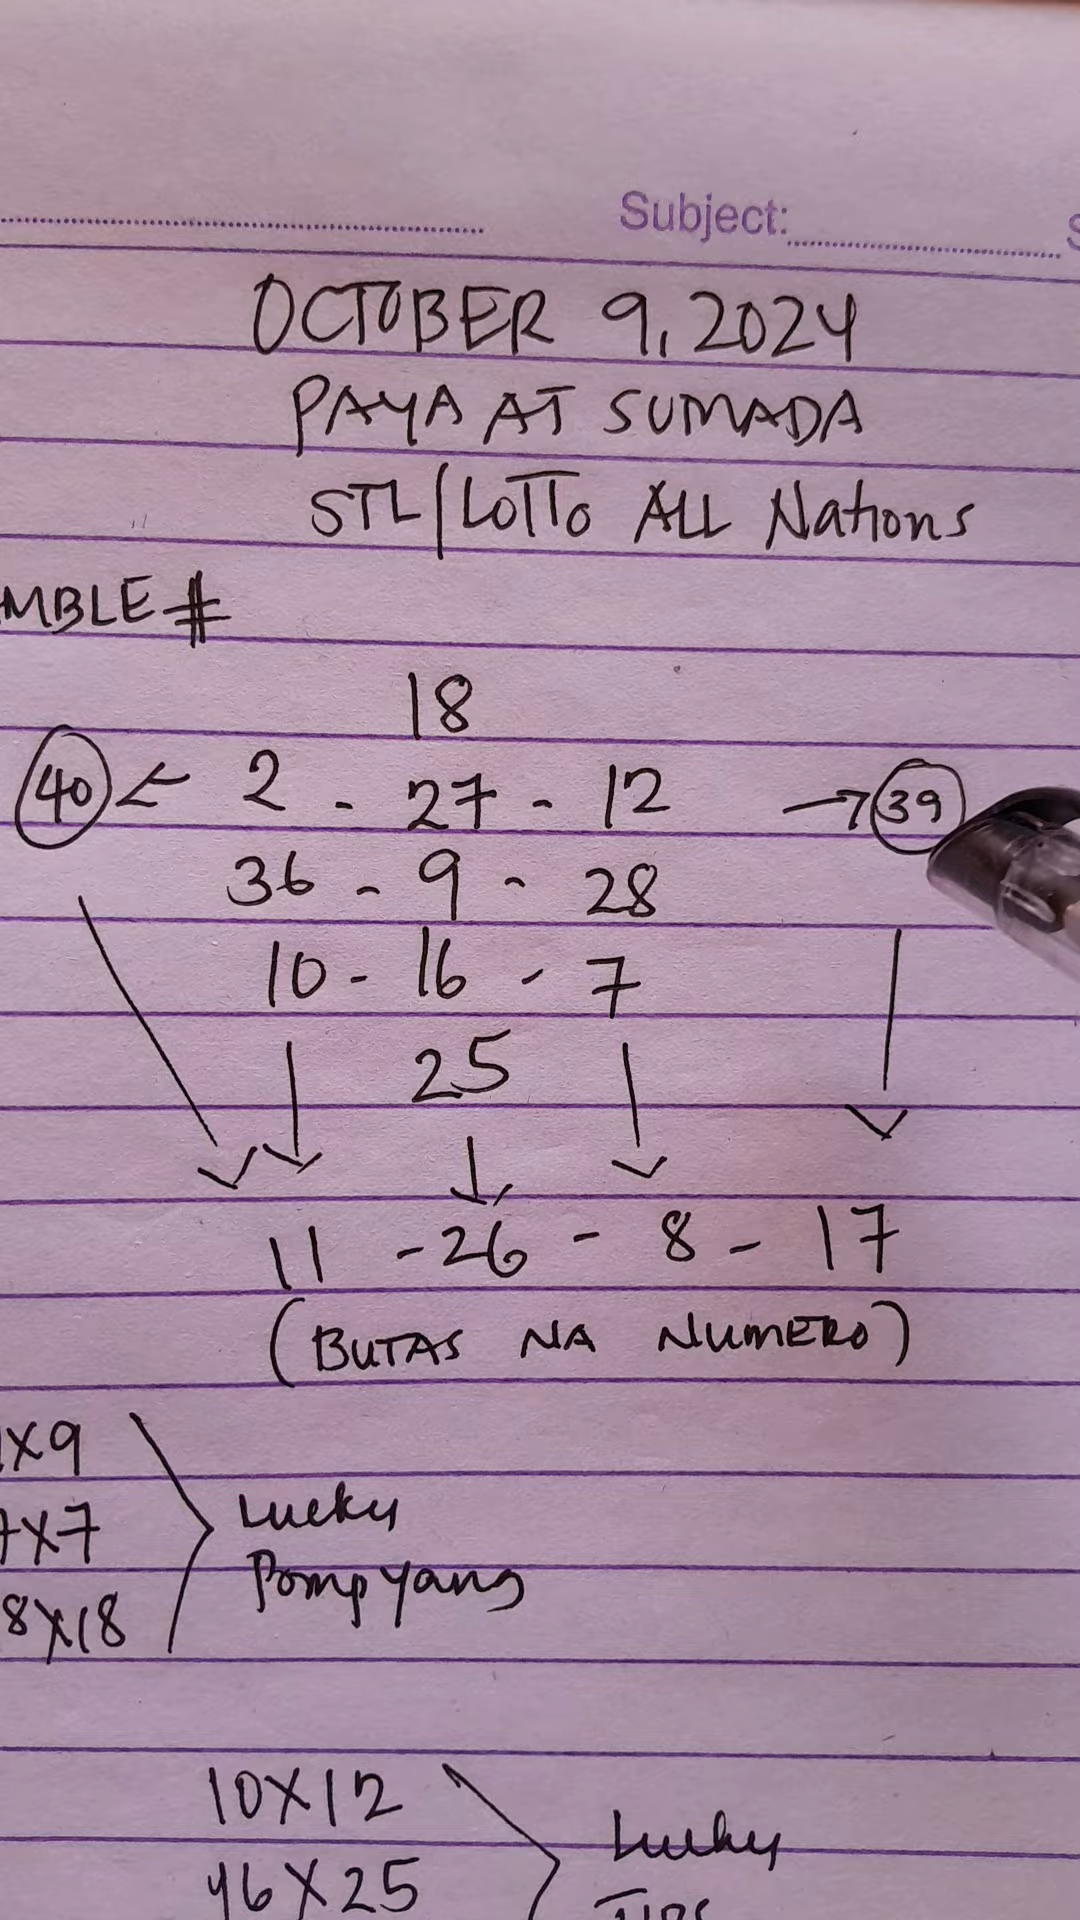 Subject:
OCTOBER 9, 2024
PAYA AT SUMADA
STL/LOTTO ALL Nations
MBLE #
18
40 ← 2 - 27 - 12 → 39
36 - 9 - 28
10 - 16 - 7
25
11 - 26 - 8 - 17
(BUTAS NA NUMERO)
X9
X7
8X18
Lucky
Pompyang
10X12
46X25
Lucky